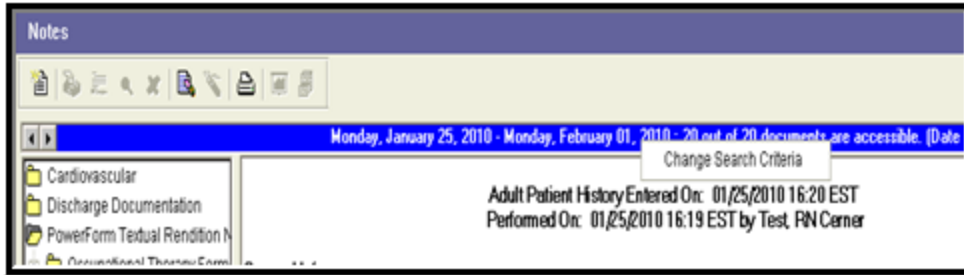 Notes
Monday, January 25, 2010 - Monday, February 01, 2010 : 20 out of 20 documents are accessible. (Date
Change Search Criteria
Cardiovascular
Adult Patient History Entered On: 01/25/2010 16:20 EST
Discharge Documentation
Performed On: 01/25/2010 16:19 EST by Test, RN Cerner
PowerForm Textual Rendition N
Occupational Therapy Form